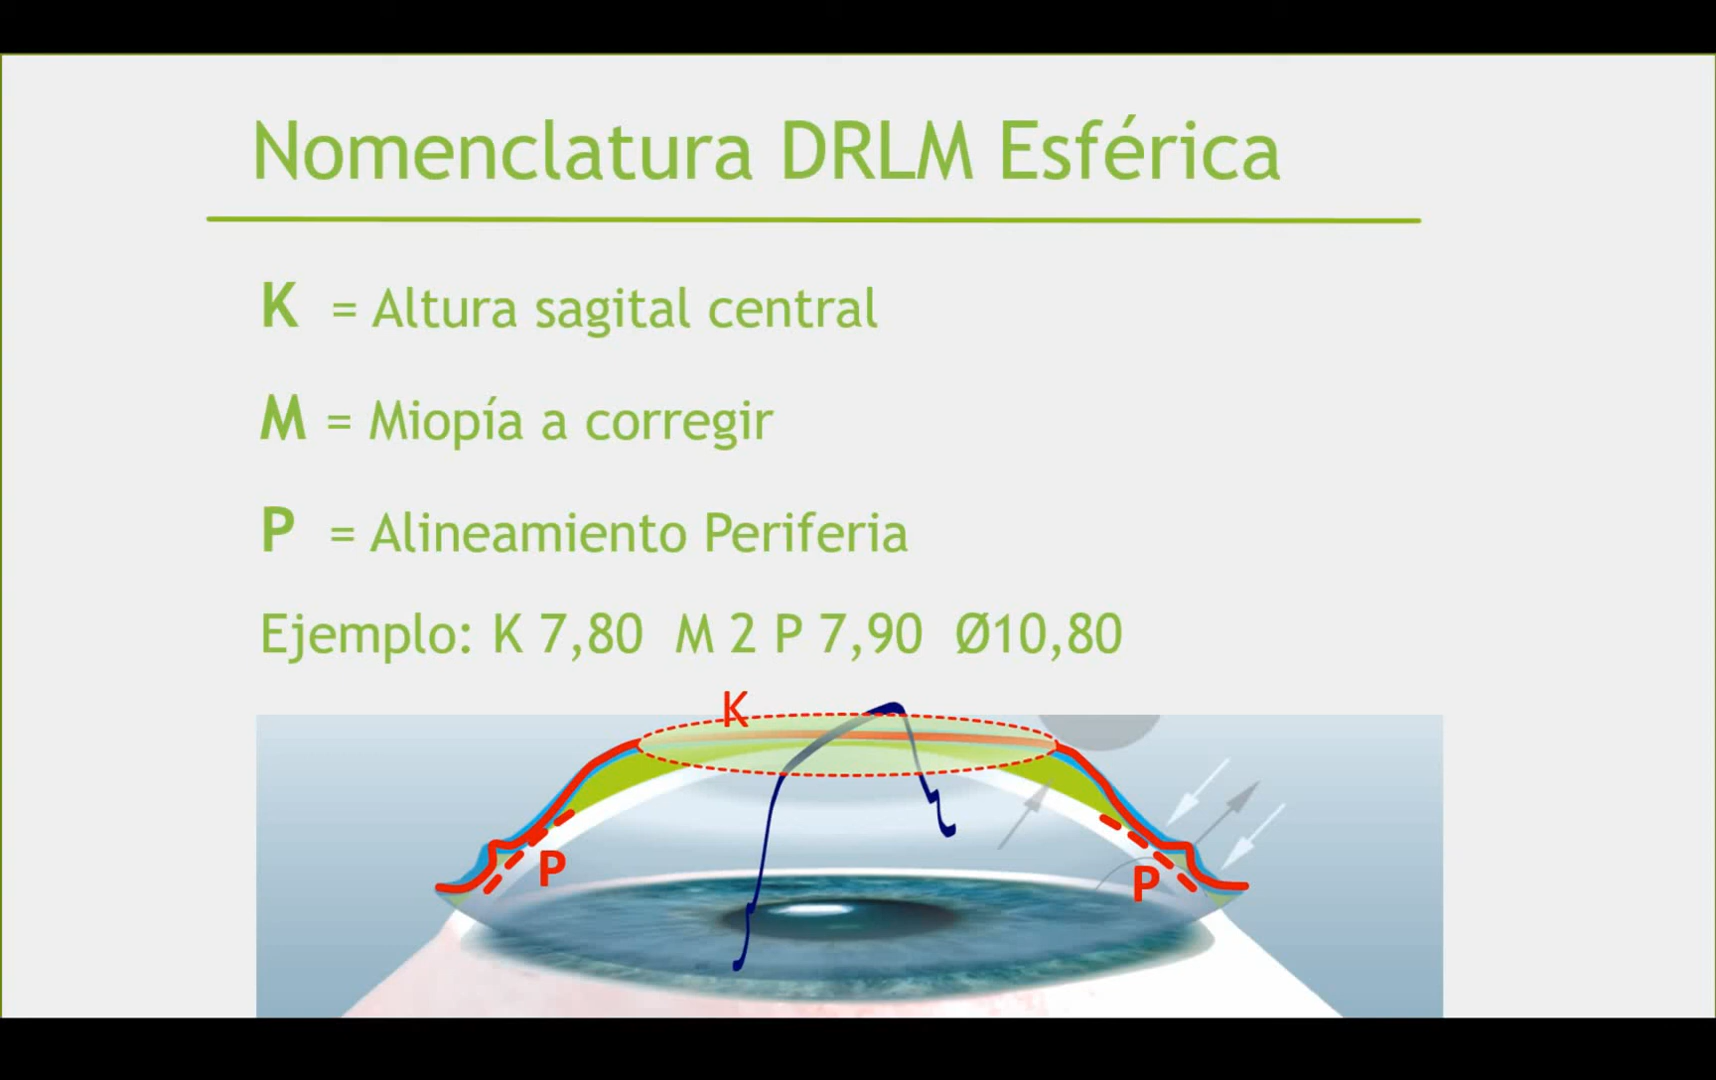 Nomenclatura DRLM Esférica
K = Altura sagital central
M = Miopía a corregir
P = Alineamiento Periferia
Ejemplo: K 7,80 M 2 P 7,90 Ø10,80
K
P
P